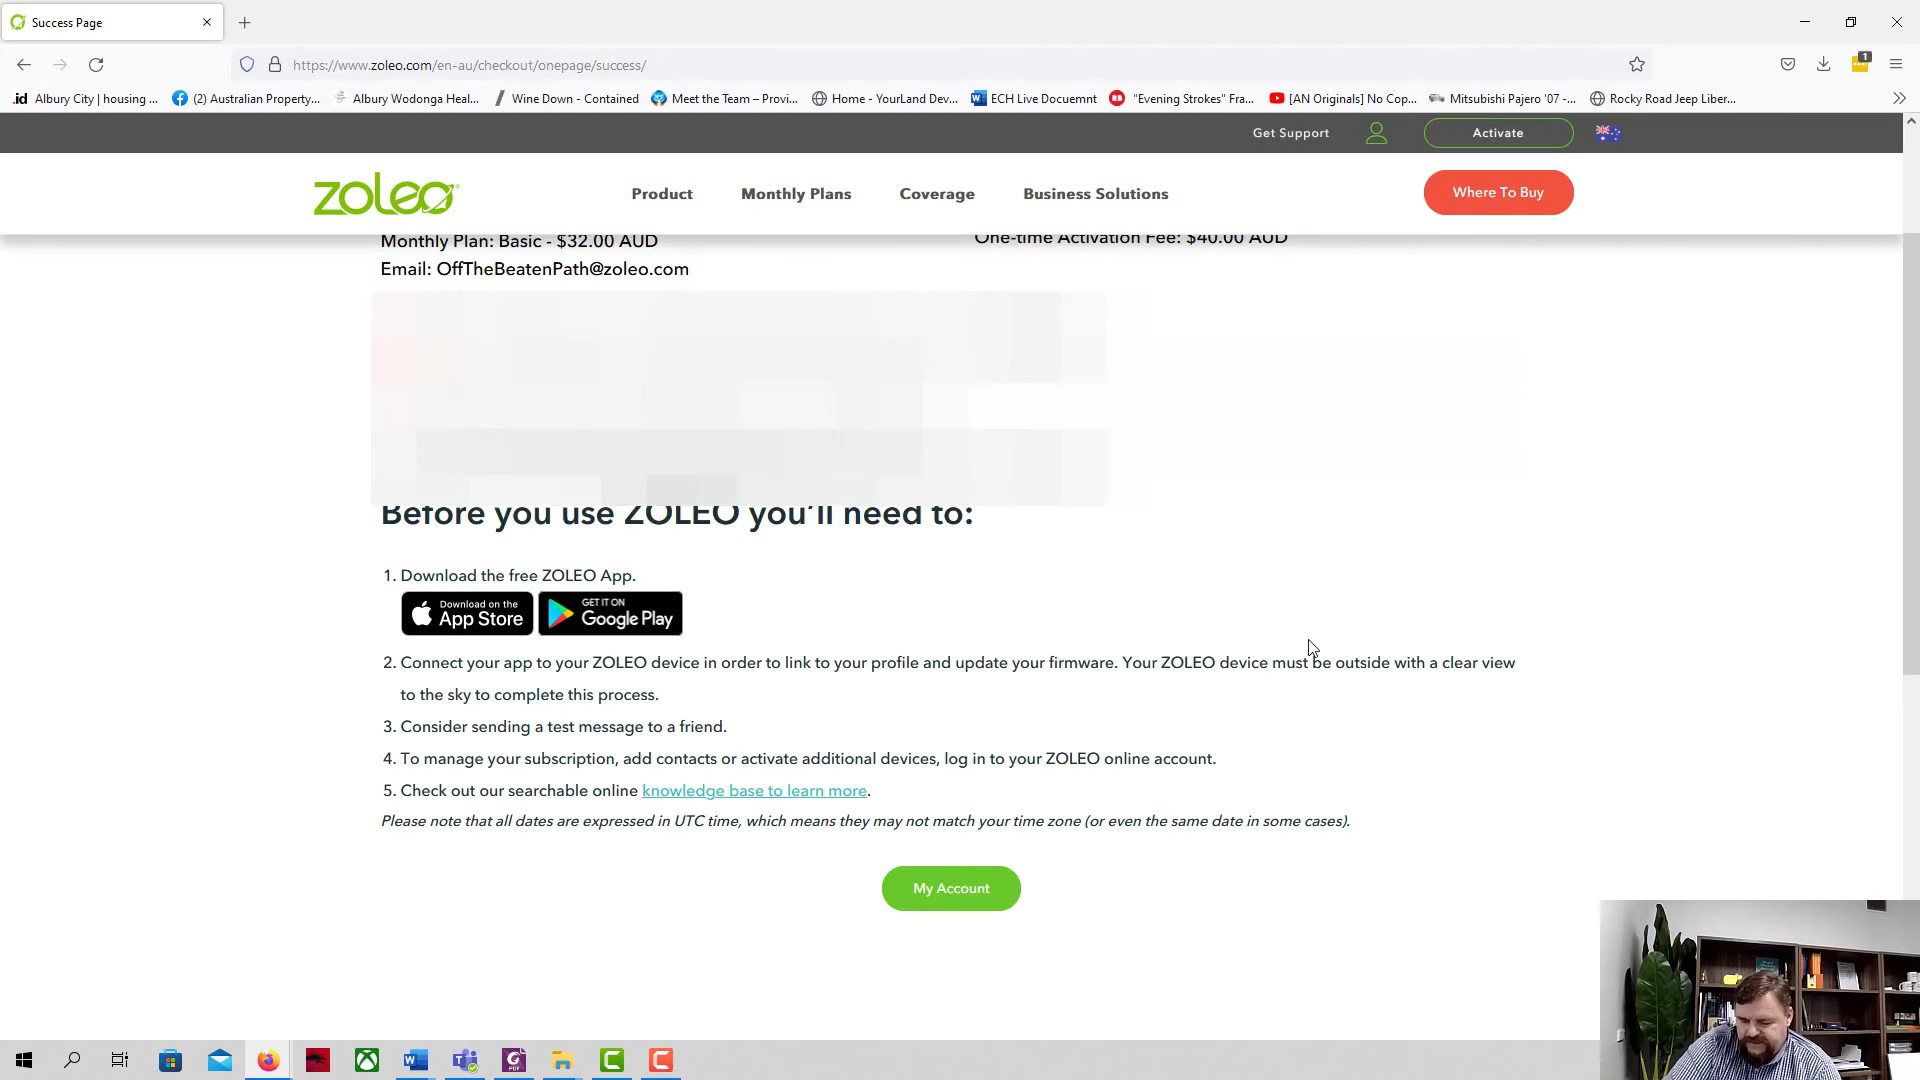 Success Page
https://www.zoleo.com/en-au/checkout/onepage/success/
1
.id Albury City | housing ...
(2) Australian Property...
Albury Wodonga Heal...
Wine Down - Contained
Meet the Team – Provi...
Home - YourLand Dev...
ECH Live Docuemnt
"Evening Strokes" Fra...
[AN Originals] No Cop...
Mitsubishi Pajero '07 -...
Rocky Road Jeep Liber...
Get Support
Activate
zoleo
Product
Monthly Plans
Coverage
Business Solutions
Where To Buy
Monthly Plan: Basic - $32.00 AUD
One-time Activation Fee: $40.00 AUD
Email: OffTheBeatenPath@zoleo.com
Before you use ZOLEO you'll need to:
1. Download the free ZOLEO App.
Download on the
App Store
GET IT ON
Google Play
2. Connect your app to your ZOLEO device in order to link to your profile and update your firmware. Your ZOLEO device must be outside with a clear view
to the sky to complete this process.
3. Consider sending a test message to a friend.
4. To manage your subscription, add contacts or activate additional devices, log in to your ZOLEO online account.
5. Check out our searchable online knowledge base to learn more.
Please note that all dates are expressed in UTC time, which means they may not match your time zone (or even the same date in some cases).
My Account